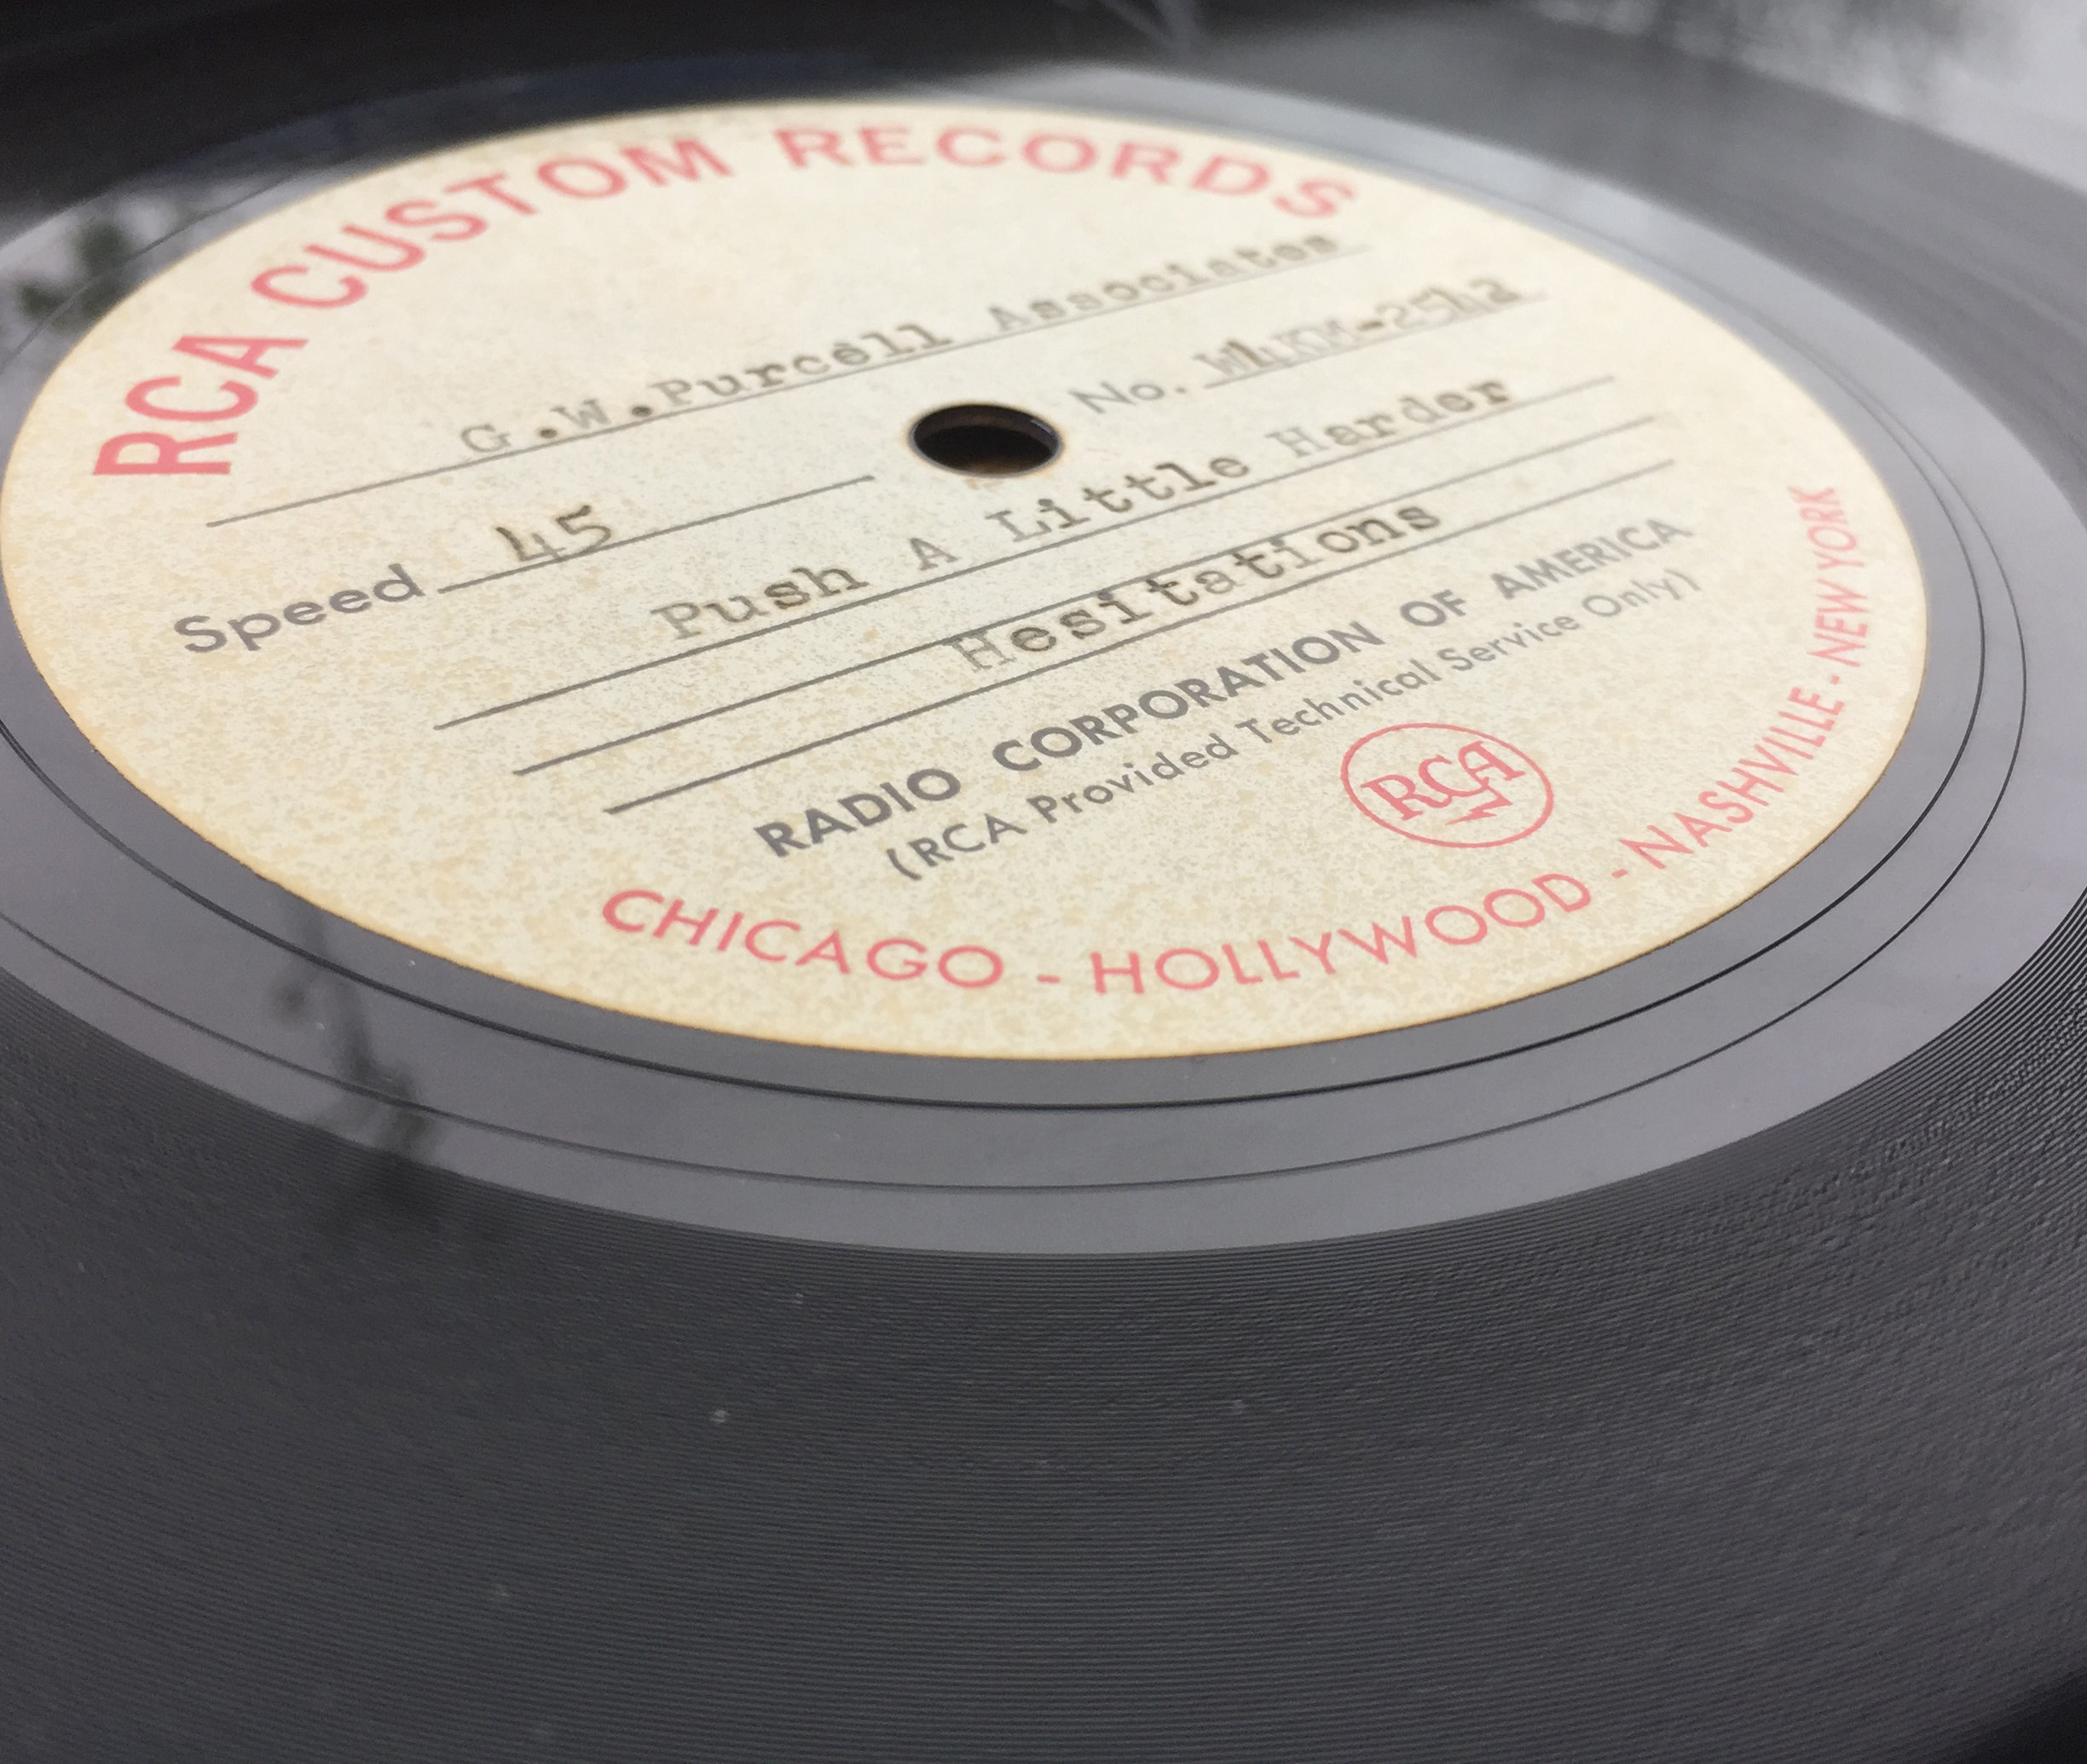 RCA CUSTOM RECORDS
G.W.Purcell Associates
Speed 45
No.
Push A Little Harder
Hesitations
RADIO CORPORATION OF AMERICA
(RCA Provided Technical Service Only)
RCA
CHICAGO - HOLLYWOOD - NASHVILLE - NEW YORK